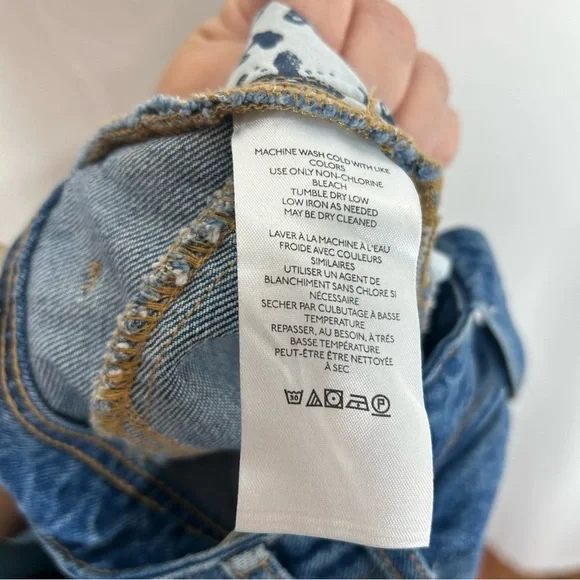 MACHINE WASH COLD WITH LIKE
COLORS
USE ONLY NON-CHLORINE
BLEACH
TUMBLE DRY LOW
LOW IRON AS NEEDED
MAY BE DRY CLEANED
LAVER À LA MACHINE À L'EAU
FROIDE AVEC COULEURS
SIMILAIRES
UTILISER UN AGENT DE
BLANCHIMENT SANS CHLORE SI
NÉCESSAIRE
SECHER PAR CULBUTAGE À BASSE
TEMPERATURE
REPASSER, AU BESOIN, À TRÉS
BASSE TEMPÉRATURE
PEUT-ÊTRE ÊTRE NETTOYÉE
À SEC
30 P